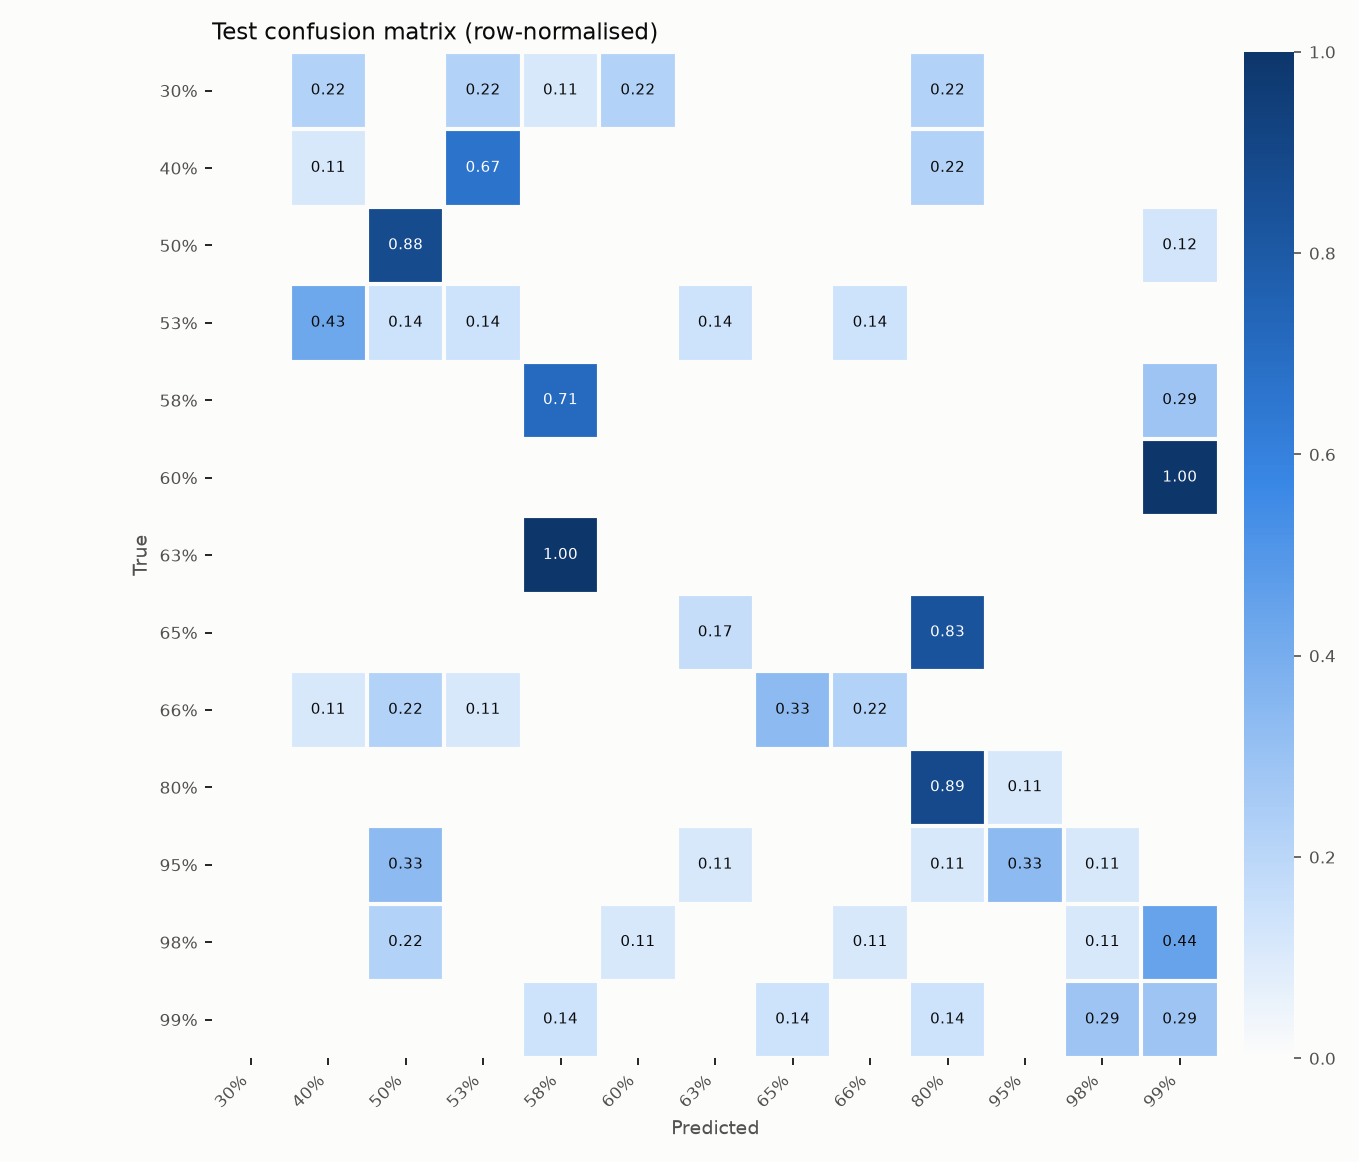 Test confusion matrix (row-normalised)
1.0
30% 0.22 0.22 0.11 0.22 0.22
40% 0.11 0.67 0.22
50% 0.88 0.12
0.8
53% 0.43 0.14 0.14 0.14 0.14
58% 0.71 0.29
0.6
60% 1.00
True
63% 1.00
65% 0.17 0.83
0.4
66% 0.11 0.22 0.11 0.33 0.22
80% 0.89 0.11
0.2
95% 0.33 0.11 0.11 0.33 0.11
98% 0.22 0.11 0.11 0.11 0.44
99% 0.14 0.14 0.14 0.29 0.29
0.0
30% 40% 50% 53% 58% 60% 63% 65% 66% 80% 95% 98% 99%
Predicted